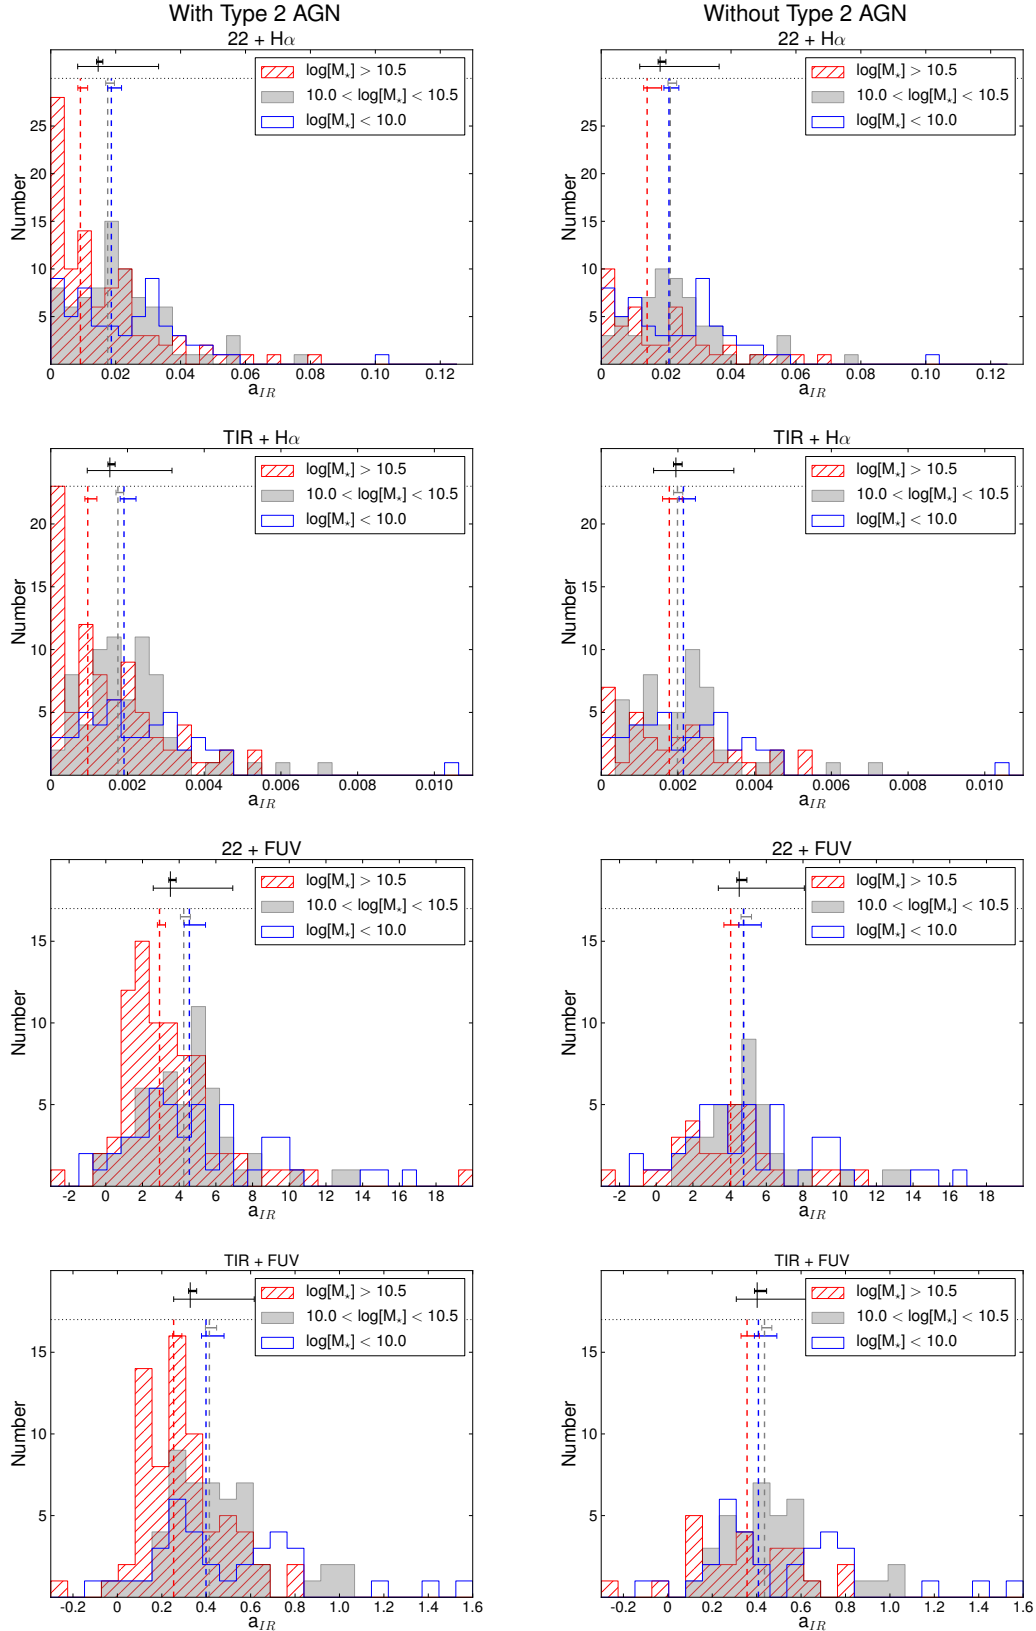 With Type 2 AGN
Without Type 2 AGN
22 + Hα
log[M⋆] > 10.5
10.0 < log[M⋆] < 10.5
log[M⋆] < 10.0
Number
25
20
15
10
5
0 0.02 0.04 0.06 0.08 0.10 0.12
a_IR
22 + Hα
log[M⋆] > 10.5
10.0 < log[M⋆] < 10.5
log[M⋆] < 10.0
Number
25
20
15
10
5
0 0.02 0.04 0.06 0.08 0.10 0.12
a_IR
TIR + Hα
log[M⋆] > 10.5
10.0 < log[M⋆] < 10.5
log[M⋆] < 10.0
Number
20
15
10
5
0 0.002 0.004 0.006 0.008 0.010
a_IR
TIR + Hα
log[M⋆] > 10.5
10.0 < log[M⋆] < 10.5
log[M⋆] < 10.0
Number
20
15
10
5
0 0.002 0.004 0.006 0.008 0.010
a_IR
22 + FUV
log[M⋆] > 10.5
10.0 < log[M⋆] < 10.5
log[M⋆] < 10.0
Number
15
10
5
-2 0 2 4 6 8 10 12 14 16 18
a_IR
22 + FUV
log[M⋆] > 10.5
10.0 < log[M⋆] < 10.5
log[M⋆] < 10.0
Number
15
10
5
-2 0 2 4 6 8 10 12 14 16 18
a_IR
TIR + FUV
log[M⋆] > 10.5
10.0 < log[M⋆] < 10.5
log[M⋆] < 10.0
Number
15
10
5
-0.2 0 0.2 0.4 0.6 0.8 1.0 1.2 1.4 1.6
a_IR
TIR + FUV
log[M⋆] > 10.5
10.0 < log[M⋆] < 10.5
log[M⋆] < 10.0
Number
15
10
5
-0.2 0 0.2 0.4 0.6 0.8 1.0 1.2 1.4 1.6
a_IR